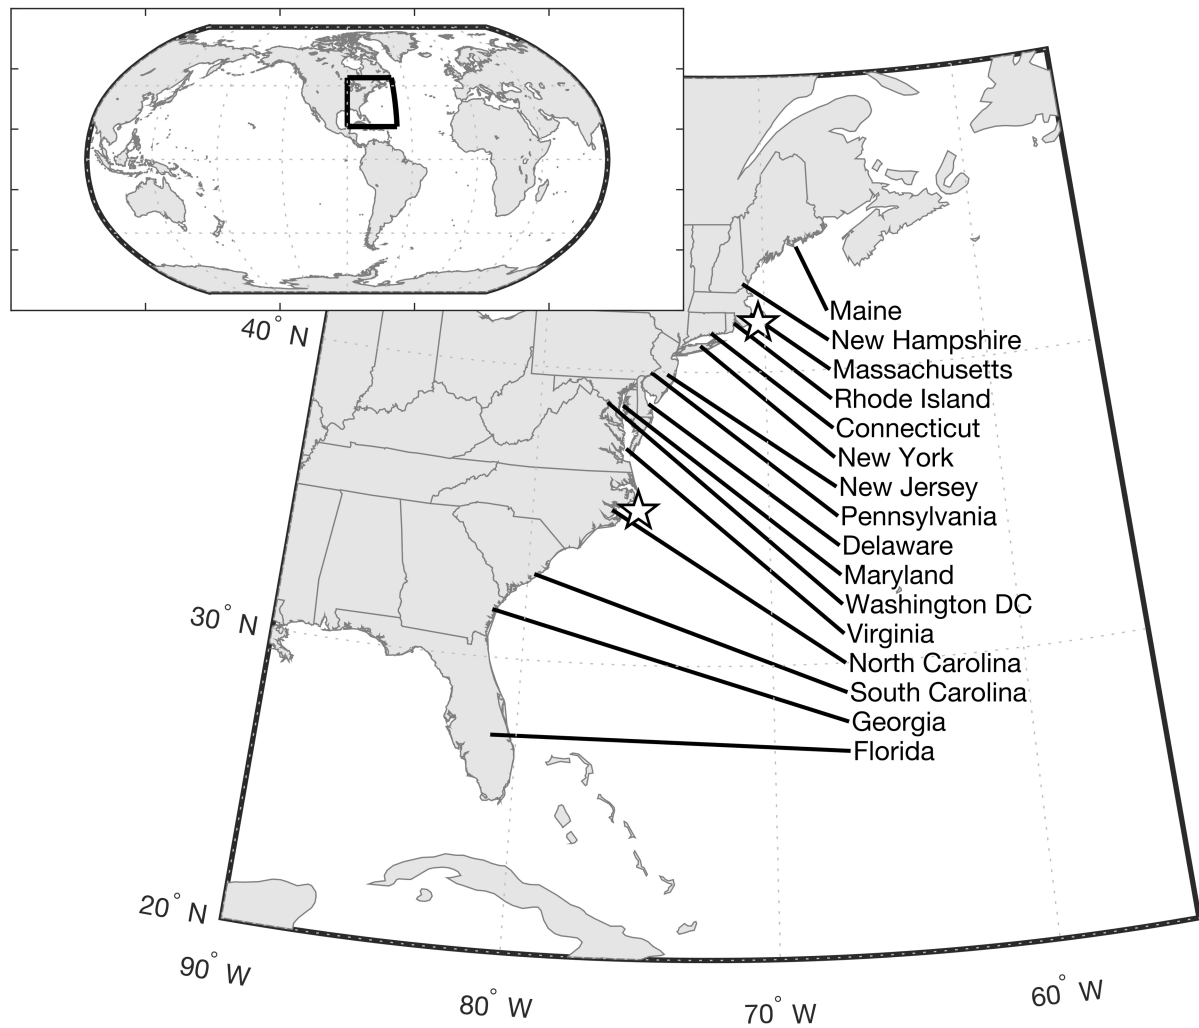 40° N
Maine
New Hampshire
Massachusetts
Rhode Island
Connecticut
New York
New Jersey
Pennsylvania
Delaware
Maryland
Washington DC
30° N
Virginia
North Carolina
South Carolina
Georgia
Florida
20° N
90° W
80° W
70° W
60° W